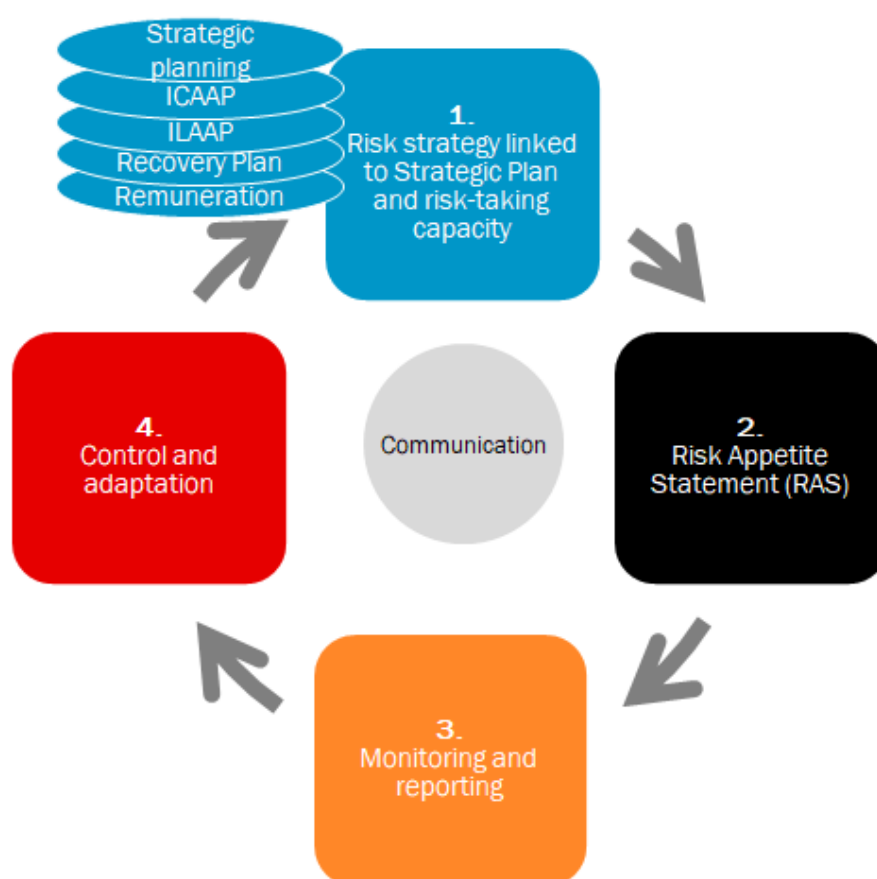 Strategic
planning
ICAAP
ILAAP
Recovery Plan
Remuneration
1.
Risk strategy linked
to Strategic Plan
and risk-taking
capacity
4.
Control and
adaptation
Communication
2.
Risk Appetite
Statement (RAS)
3.
Monitoring and
reporting